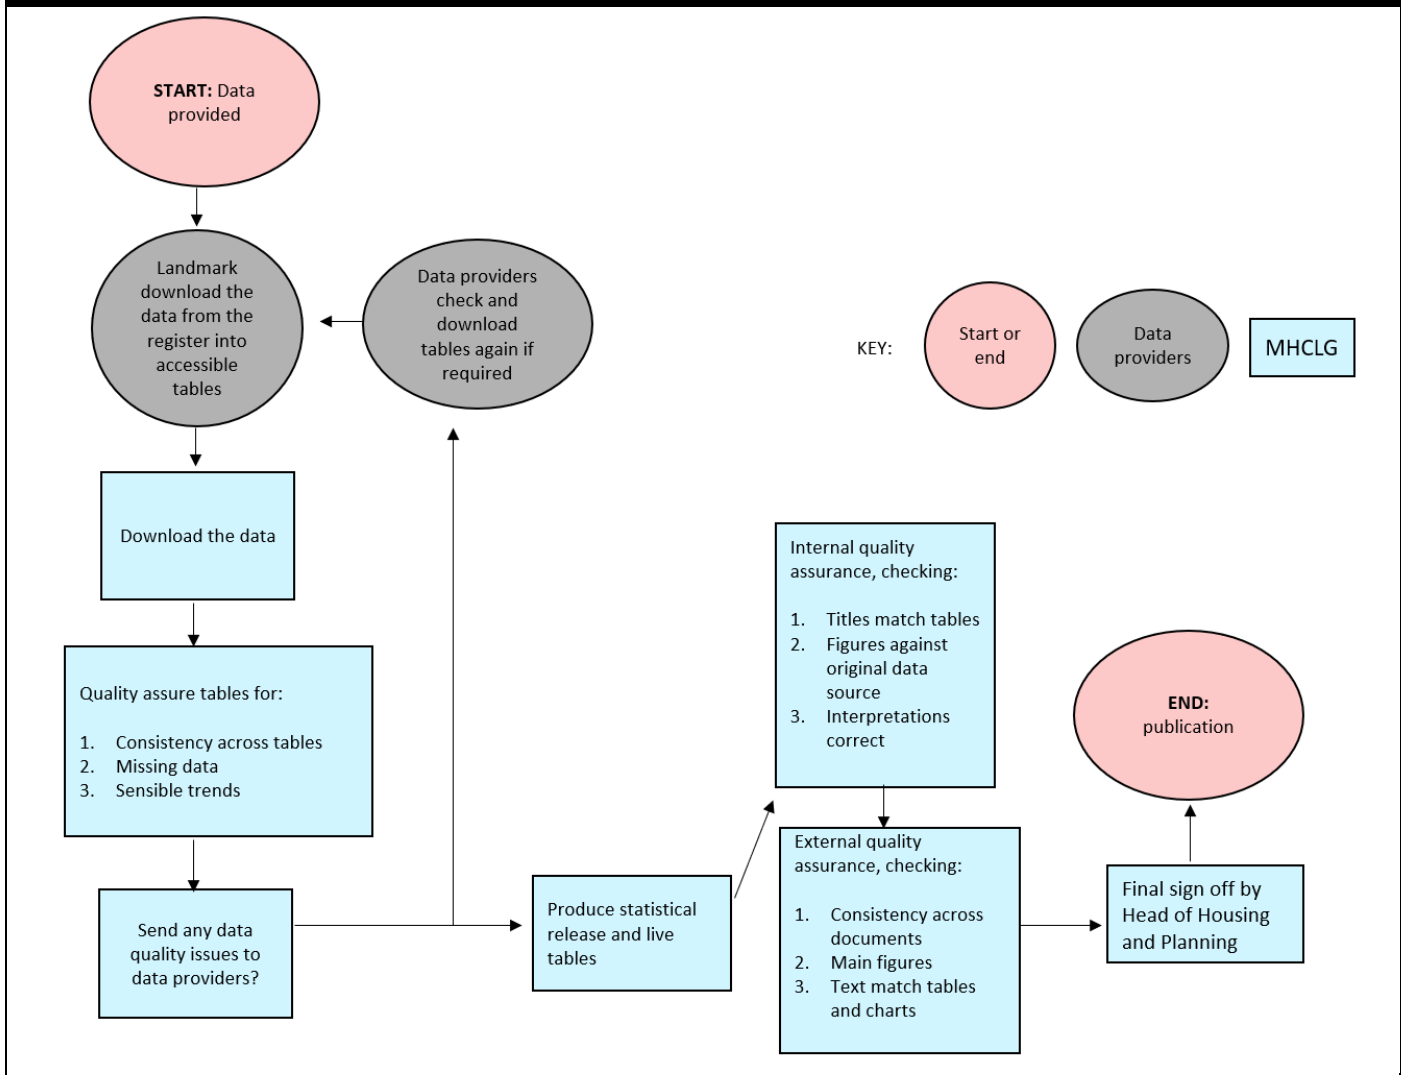 START: Data
provided
Landmark
download the
data from the
register into
accessible
tables
Data providers
check and
download
tables again if
required
KEY:
Start or
end
Data
providers
MHCLG
Download the data
Quality assure tables for:
1. Consistency across tables
2. Missing data
3. Sensible trends
Send any data
quality issues to
data providers?
Produce statistical
release and live
tables
Internal quality
assurance, checking:
1. Titles match tables
2. Figures against
original data
source
3. Interpretations
correct
External quality
assurance, checking:
1. Consistency across
documents
2. Main figures
3. Text match tables
and charts
Final sign off by
Head of Housing
and Planning
END:
publication